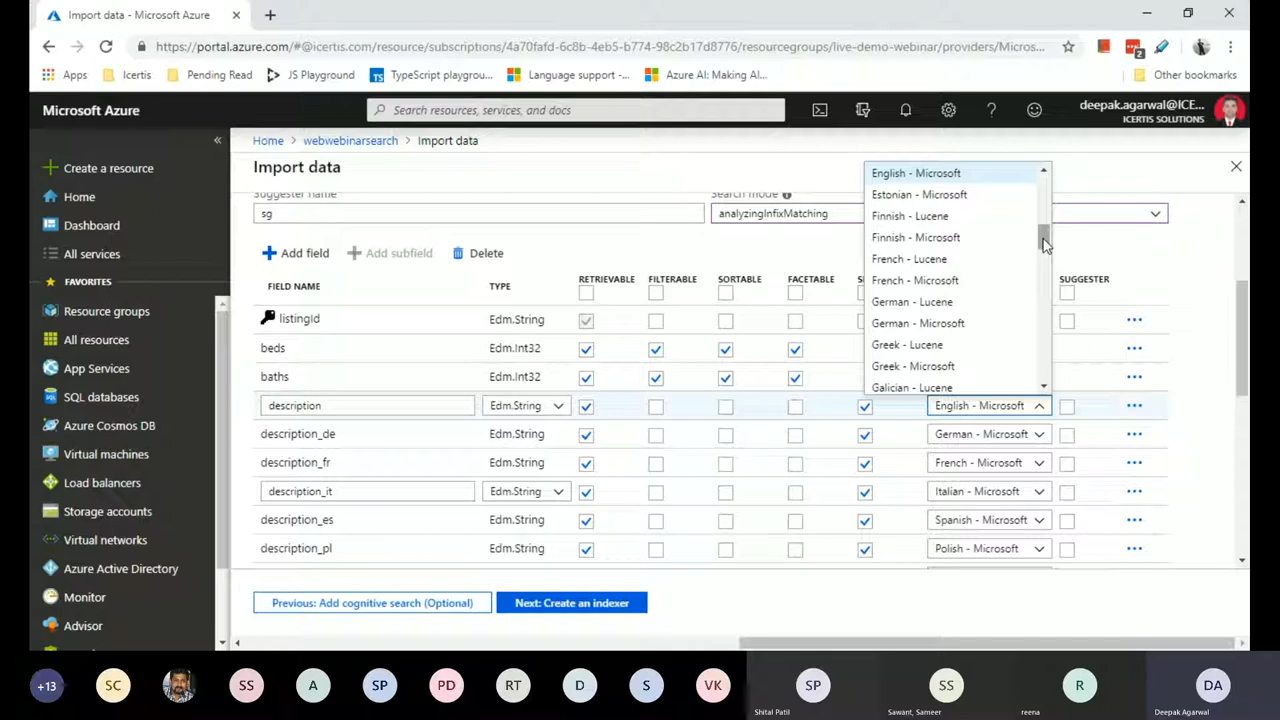 Import data - Microsoft Azure
https://portal.azure.com/#@icertis.com/resource/subscriptions/4a70fafd-6c8b-4eb5-b774-98c2b17d8776/resourcegroups/live-demo-webinar/providers/Micros...
2
Apps Icertis Pending Read JS Playground TypeScript playgrou... Language support -... Azure AI: Making AI... Other bookmarks
Microsoft Azure
Search resources, services, and docs
deepak.agarwal@ICE...
ICERTIS SOLUTIONS
Create a resource
Home
Dashboard
All services
FAVORITES
Resource groups
All resources
App Services
SQL databases
Azure Cosmos DB
Virtual machines
Load balancers
Storage accounts
Virtual networks
Azure Active Directory
Monitor
Advisor
Home > webwebinarsearch > Import data
Import data
Suggester name
Search mode
sg
analyzingInfixMatching
Add field Add subfield Delete
FIELD NAME TYPE RETRIEVABLE FILTERABLE SORTABLE FACETABLE SUGGESTER
listingId Edm.String
beds Edm.Int32
baths Edm.Int32
description Edm.String English - Microsoft
description_de Edm.String German - Microsoft
description_fr Edm.String French - Microsoft
description_it Edm.String Italian - Microsoft
description_es Edm.String Spanish - Microsoft
description_pl Edm.String Polish - Microsoft
English - Microsoft
Estonian - Microsoft
Finnish - Lucene
Finnish - Microsoft
French - Lucene
French - Microsoft
German - Lucene
German - Microsoft
Greek - Lucene
Greek - Microsoft
Galician - Lucene
Previous: Add cognitive search (Optional)
Next: Create an indexer
+13 SC SS A SP PD RT D S VK SP SS R DA
Shital Patil Sawant, Sameer reena Deepak Agarwal